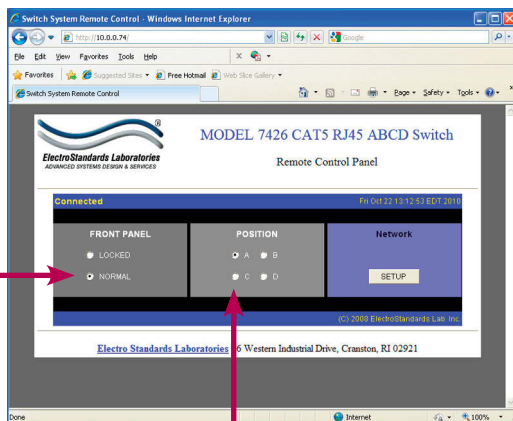 Switch System Remote Control - Windows Internet Explorer
http://10.0.0.74/
Google
File Edit View Favorites Tools Help
Favorites Suggested Sites Free Hotmail Web Slice Gallery
Switch System Remote Control
Page Safety Tools
®
ElectroStandards Laboratories
ADVANCED SYSTEMS DESIGN & SERVICES
MODEL 7426 CAT5 RJ45 ABCD Switch
Remote Control Panel
Connected
Fri Oct 22 13:12:53 EDT 2010
FRONT PANEL
LOCKED
NORMAL
POSITION
A B
C D
Network
SETUP
(C) 2008 ElectroStandards Lab. Inc.
Electro Standards Laboratories 6 Western Industrial Drive, Cranston, RI 02921
Done
Internet
100%